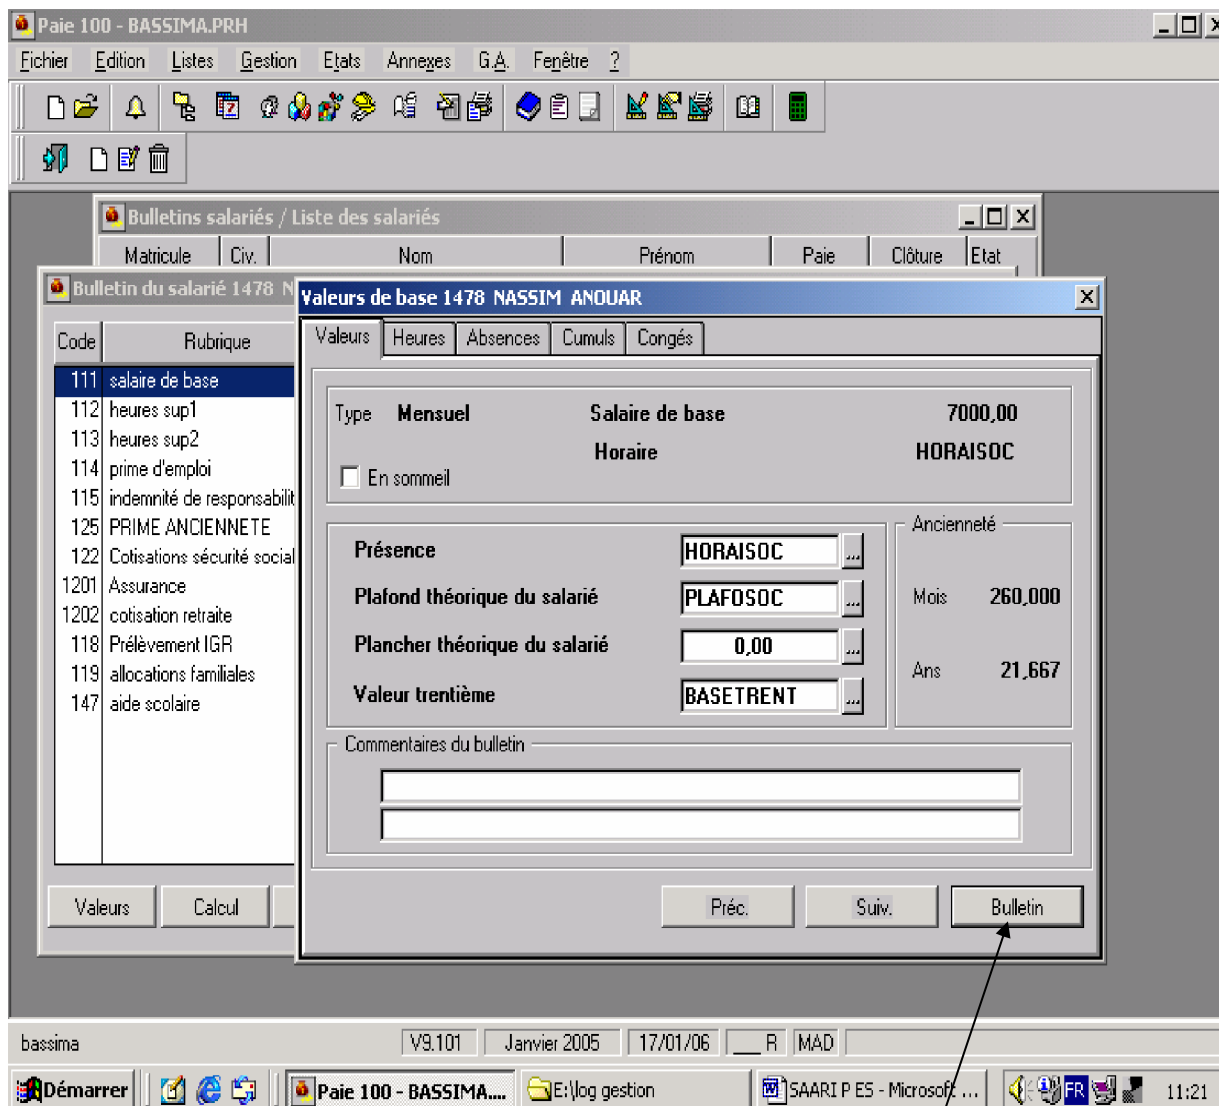 Paie 100 - BASSIMA.PRH
Fichier Edition Listes Gestion Etats Annexes G.A. Fenêtre ?
Bulletins salariés / Liste des salariés
Matricule Civ. Nom Prénom Paie Clôture Etat
Bulletin du salarié 1478 N
Code Rubrique
111 salaire de base
112 heures sup1
113 heures sup2
114 prime d'emploi
115 indemnité de responsabilit
125 PRIME ANCIENNETE
122 Cotisations sécurité social
1201 Assurance
1202 cotisation retraite
118 Prélèvement IGR
119 allocations familiales
147 aide scolaire
Valeurs Calcul
Valeurs de base 1478 NASSIM ANOUAR
Valeurs Heures Absences Cumuls Congés
Type Mensuel Salaire de base 7000,00
Horaire HORAISOC
En sommeil
Présence HORAISOC ...
Plafond théorique du salarié PLAFOSOC ...
Plancher théorique du salarié 0,00 ...
Valeur trentième BASETRENT ...
Ancienneté
Mois 260,000
Ans 21,667
Commentaires du bulletin
Préc. Suiv. Bulletin
bassima V9.101 Janvier 2005 17/01/06 __ R MAD
Démarrer Paie 100 - BASSIMA.... E:\log gestion SAARI P ES - Microsoft ... FR 11:21